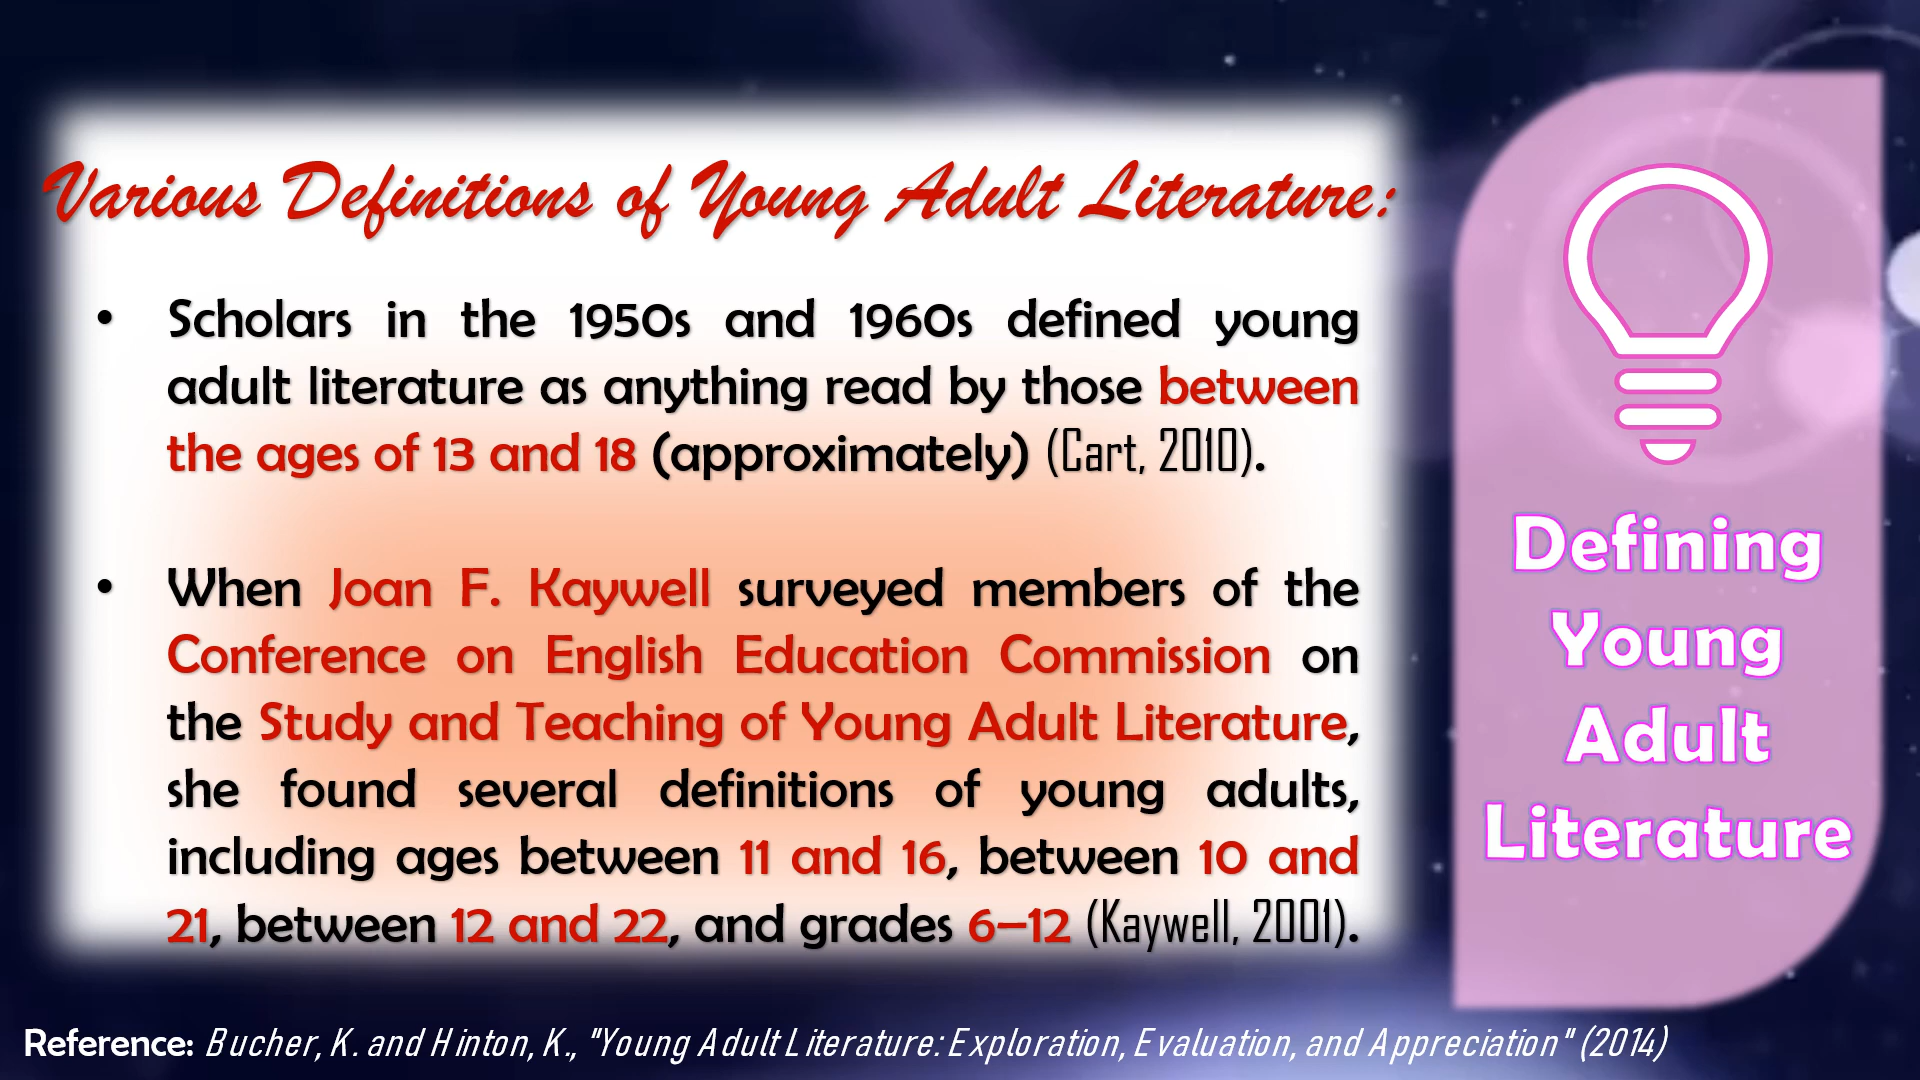 Various Definitions of Young Adult Literature:
• Scholars in the 1950s and 1960s defined young
adult literature as anything read by those between
the ages of 13 and 18 (approximately) (Cart, 2010).
• When Joan F. Kaywell surveyed members of the
Conference on English Education Commission on
the Study and Teaching of Young Adult Literature,
she found several definitions of young adults,
including ages between 11 and 16, between 10 and
21, between 12 and 22, and grades 6–12 (Kaywell, 2001).
Defining
Young
Adult
Literature
Reference: Bucher, K. and Hinton, K., "Young Adult Literature: Exploration, Evaluation, and Appreciation" (2014)